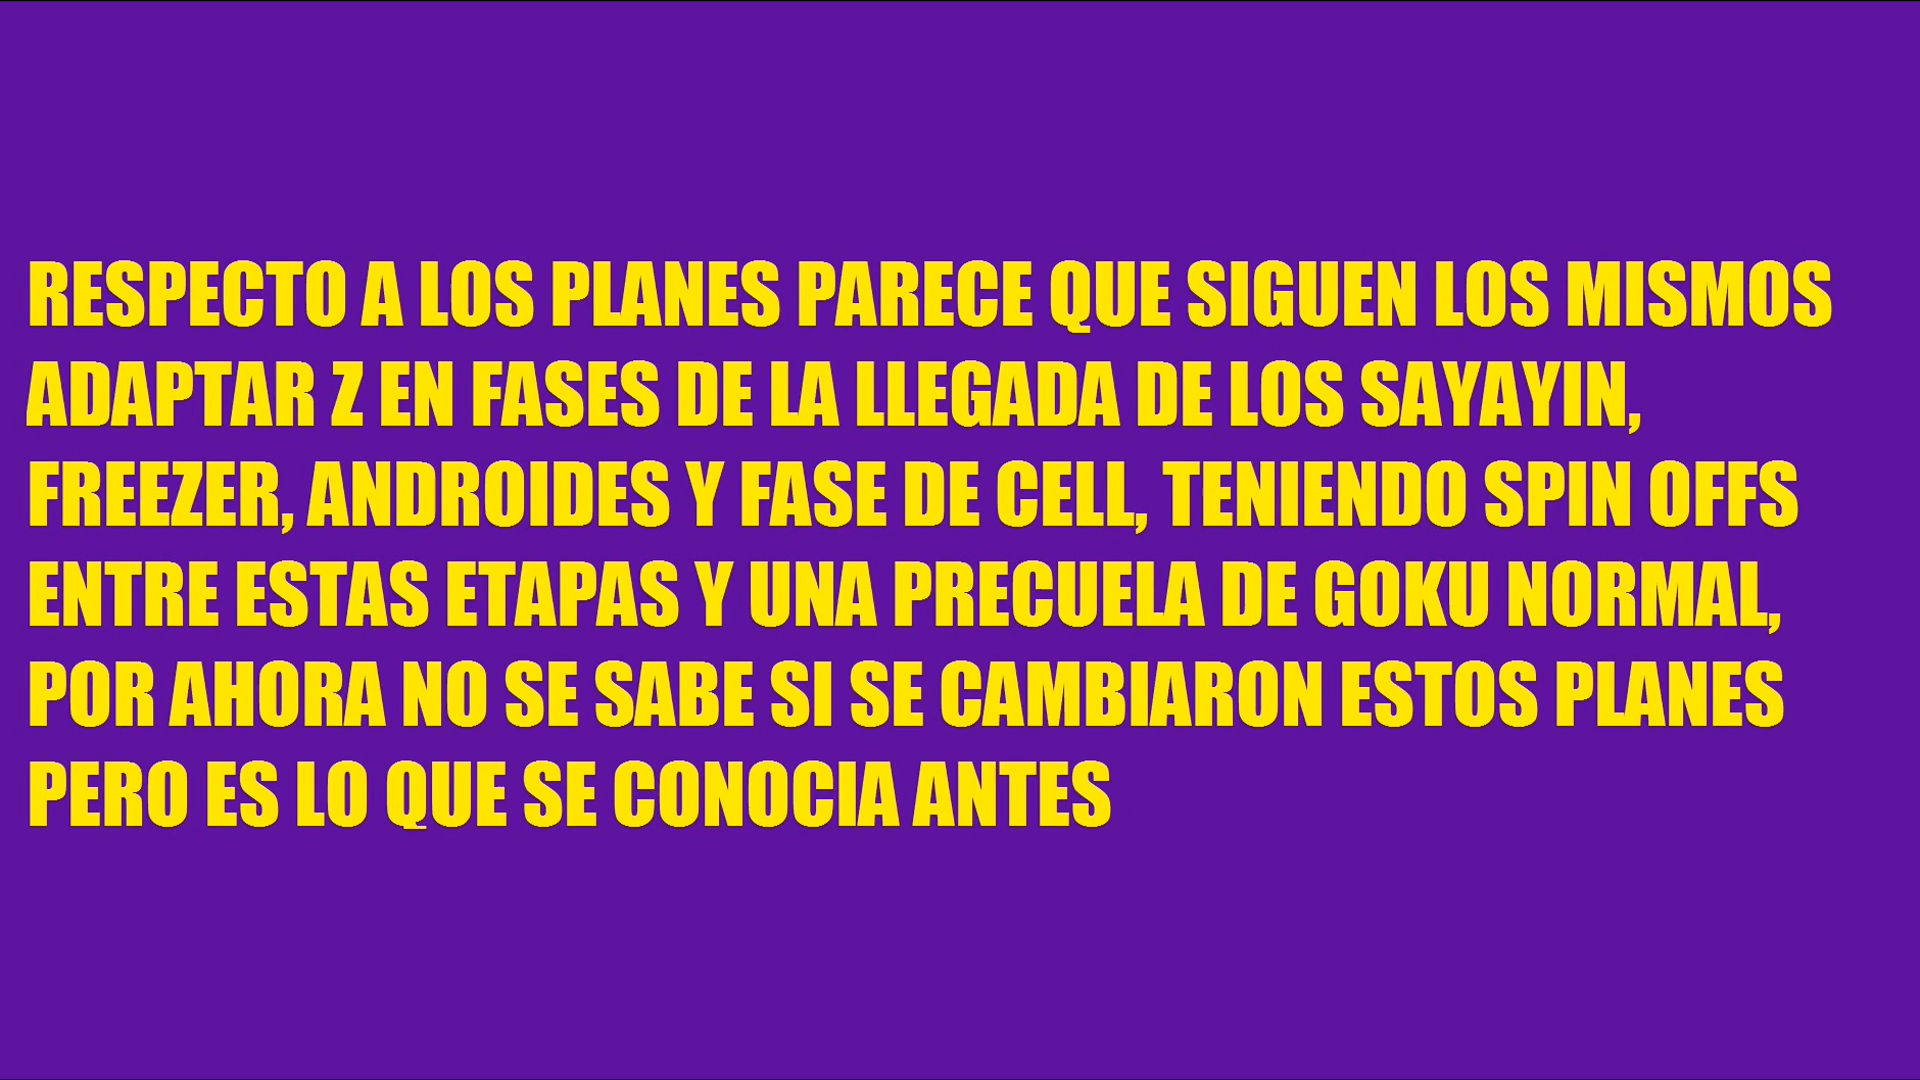 RESPECTO A LOS PLANES PARECE QUE SIGUEN LOS MISMOS
ADAPTAR Z EN FASES DE LA LLEGADA DE LOS SAYAYIN,
FREEZER, ANDROIDES Y FASE DE CELL, TENIENDO SPIN OFFS
ENTRE ESTAS ETAPAS Y UNA PRECUELA DE GOKU NORMAL,
POR AHORA NO SE SABE SI SE CAMBIARON ESTOS PLANES
PERO ES LO QUE SE CONOCIA ANTES